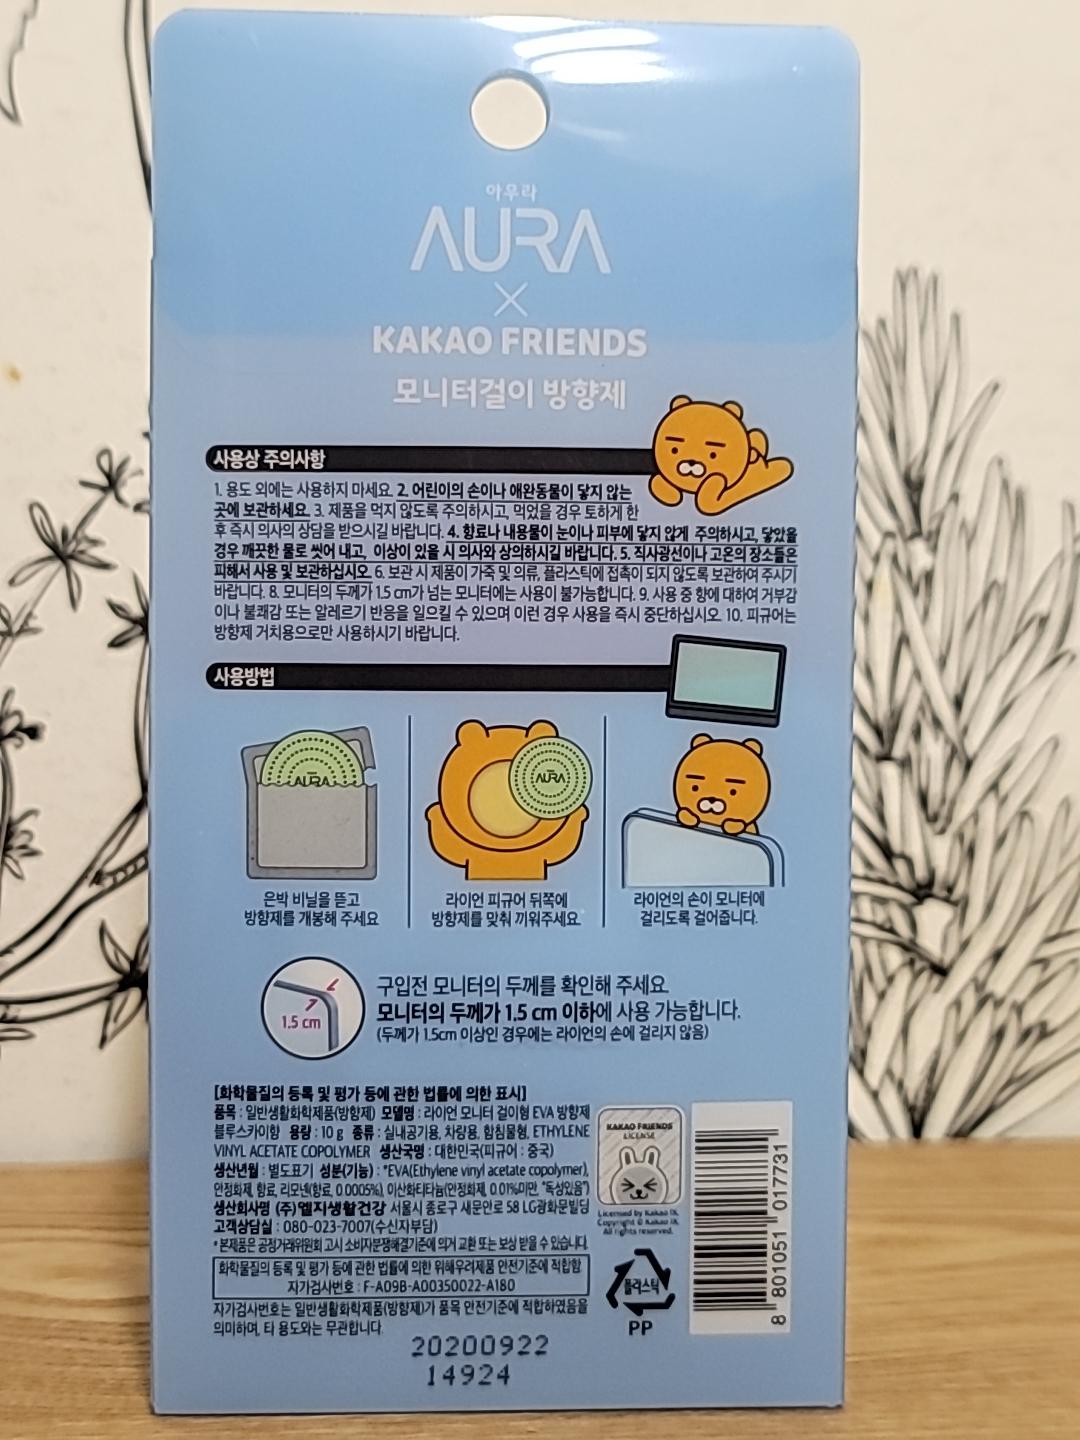 아우라
AURA
×
KAKAO FRIENDS
모니터걸이 방향제
사용상 주의사항
1. 용도 외에는 사용하지 마세요. 2. 어린이의 손이나 애완동물이 닿지 않는
곳에 보관하세요. 3. 제품을 먹지 않도록 주의하시고, 먹었을 경우 토하게 한
후 즉시 의사의 상담을 받으시길 바랍니다. 4. 향료나 내용물이 눈이나 피부에 닿지 않게 주의하시고, 닿았을
경우 깨끗한 물로 씻어 내고, 이상이 있을 시 의사와 상의하시길 바랍니다. 5. 직사광선이나 고온의 장소들은
피해서 사용 및 보관하십시오. 6. 보관 시 제품이 가죽 및 의류, 플라스틱에 접촉이 되지 않도록 보관하여 주시기
바랍니다. 8. 모니터의 두께가 1.5 cm가 넘는 모니터에는 사용이 불가능합니다. 9. 사용 중 향에 대하여 거부감
이나 불쾌감 또는 알레르기 반응을 일으킬 수 있으며 이런 경우 사용을 즉시 중단하십시오. 10. 피규어는
방향제 거치용으로만 사용하시기 바랍니다.
사용방법
AURA
AURA
은박 비닐을 뜯고
방향제를 개봉해 주세요
라이언 피규어 뒤쪽에
방향제를 맞춰 끼워주세요.
라이언의 손이 모니터에
걸리도록 걸어줍니다.
1.5 cm
구입전 모니터의 두께를 확인해 주세요.
모니터의 두께가 1.5 cm 이하에 사용 가능합니다.
(두께가 1.5cm 이상인 경우에는 라이언의 손에 걸리지 않음)
[화학물질의 등록 및 평가 등에 관한 법률에 의한 표시]
품목 : 일반생활화학제품(방향제) 모델명 : 라이언 모니터 걸이형 EVA 방향제
블루스카이향 용량 : 10 g 종류 : 실내공기용, 차량용, 함침물형, ETHYLENE
VINYL ACETATE COPOLYMER 생산국명 : 대한민국(피규어 : 중국)
생산년월 : 별도표기 성분(기능) : *EVA(Ethylene vinyl acetate copolymer),
안정화제, 향료, 리모넨(향료, 0.0005%), 이산화티타늄(안정화제, 0.01%미만, "독성있음")
생산회사명 (주)엘지생활건강 서울시 종로구 새문안로 58 LG광화문빌딩
고객상담실 : 080-023-7007(수신자부담)
* 본제품은 공정거래위원회 고시 소비자분쟁해결기준에 의거 교환 또는 보상 받을 수 있습니다.
화학물질의 등록 및 평가 등에 관한 법률에 의한 위해우려제품 안전기준에 적합함
자가검사번호 : F-A09B-A00350022-A180
자가검사번호는 일반생활화학제품(방향제)가 품목 안전기준에 적합하였음을
의미하며, 타 용도와는 무관합니다.
KAKAO FRIENDS
LICENSE
Licensed by Kakao IX.
Copyright © Kakao IX.
All rights reserved.
플라스틱
PP
8 801051 017731
20200922
14924